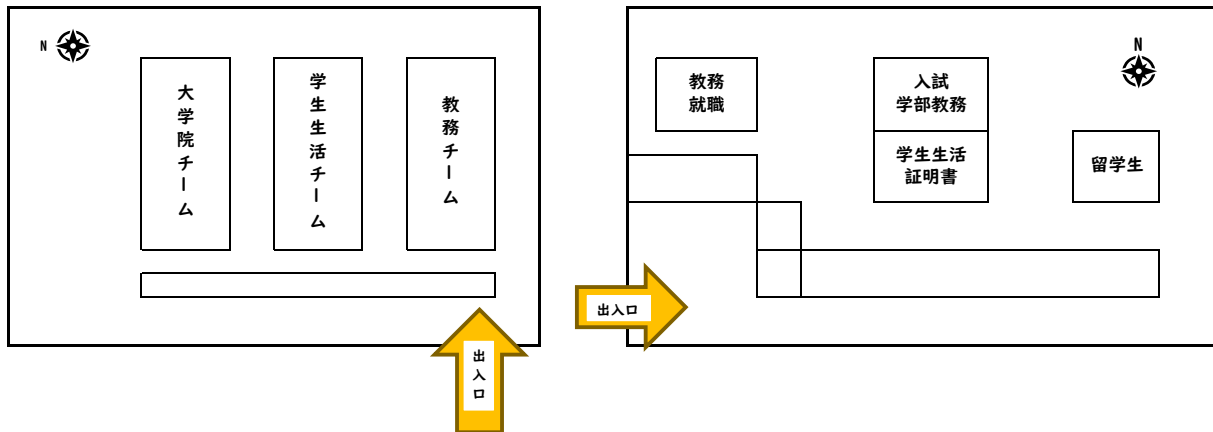 N
大学院チーム
学生生活チーム
教務チーム
出入口
N
教務
就職
入試
学部教務
学生生活
証明書
留学生
出入口